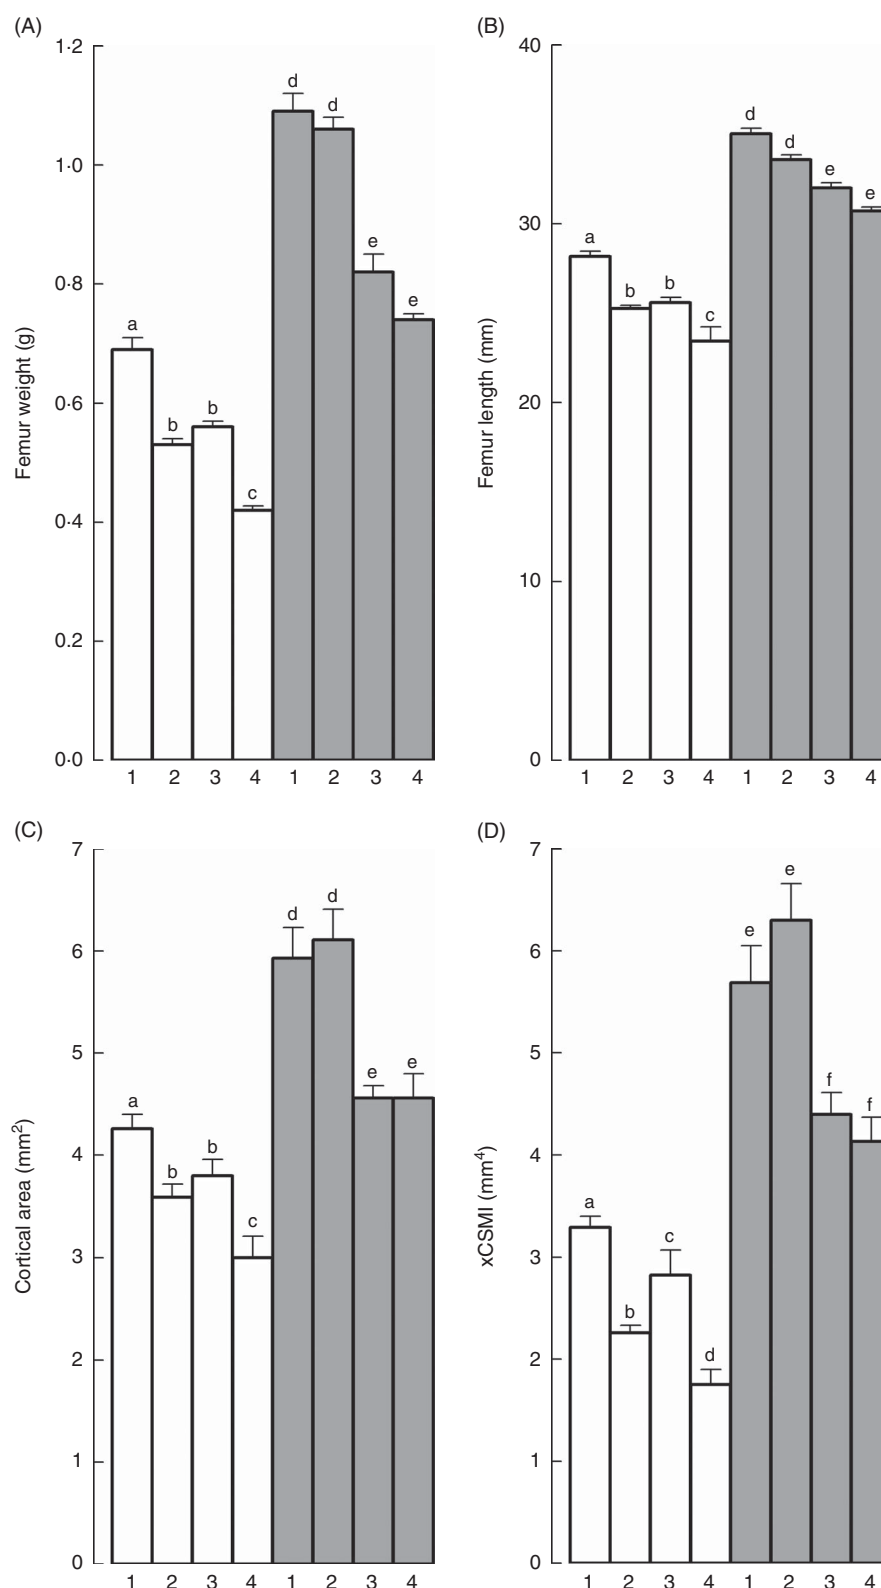 (A)
1·2
1·0
0·8
0·6
0·4
0·2
0·0
Femur weight (g)
a
b
b
c
d
d
e
e
1 2 3 4 1 2 3 4
(B)
40
30
20
10
0
Femur length (mm)
a
b
b
c
d
d
e
e
1 2 3 4 1 2 3 4
(C)
7
6
5
4
3
2
1
0
Cortical area (mm²)
a
b
b
c
d
d
e
e
1 2 3 4 1 2 3 4
(D)
7
6
5
4
3
2
1
0
xCSMI (mm⁴)
a
b
c
d
e
e
f
f
1 2 3 4 1 2 3 4